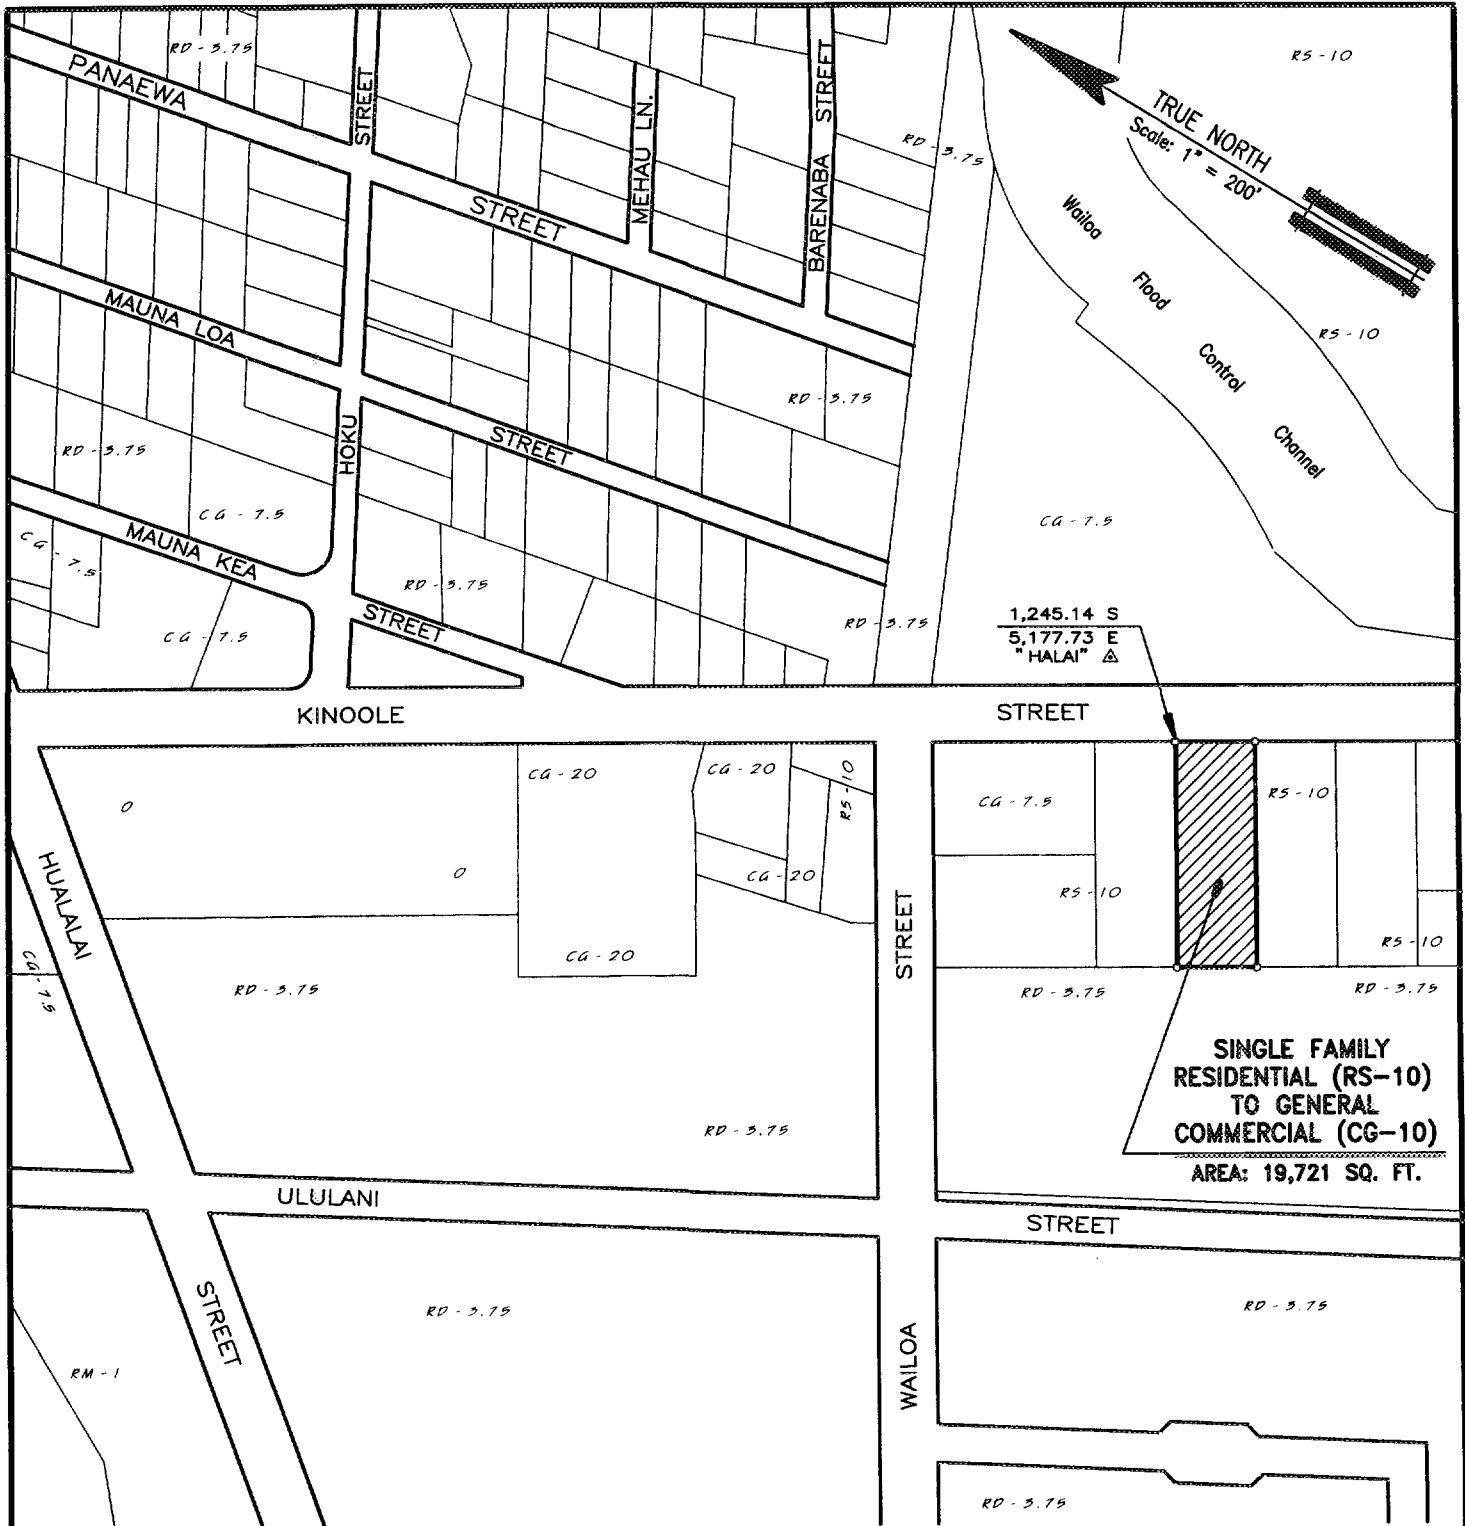 RD - 3.75
RS - 10
PANAEWA
STREET
STREET
MEHAU LN.
BARENABA STREET
TRUE NORTH
Scale: 1" = 200'
RD - 3.75
STREET
Wailoa
Flood
Control
Channel
RS - 10
MAUNA LOA
HOKU
STREET
RD - 3.75
RD - 3.75
CG - 7.5
CG - 7.5
CG - 7.5
MAUNA KEA
STREET
RD - 3.75
CG - 7.5
RD - 3.75
1,245.14 S
5,177.73 E
"HALAI"
KINOOLE STREET
O
O
CG - 20
CG - 20
RS - 10
CG - 7.5
RS - 10
CG - 20
RS - 10
HUALALAI
STREET
CG - 20
RS - 10
CG - 7.5
RD - 3.75
RD - 3.75
RD - 3.75
SINGLE FAMILY
RESIDENTIAL (RS-10)
TO GENERAL
COMMERCIAL (CG-10)
AREA: 19,721 SQ. FT.
RD - 3.75
ULULANI STREET
STREET
RD - 3.75
RD - 3.75
WAILOA
RM - 1
RD - 3.75